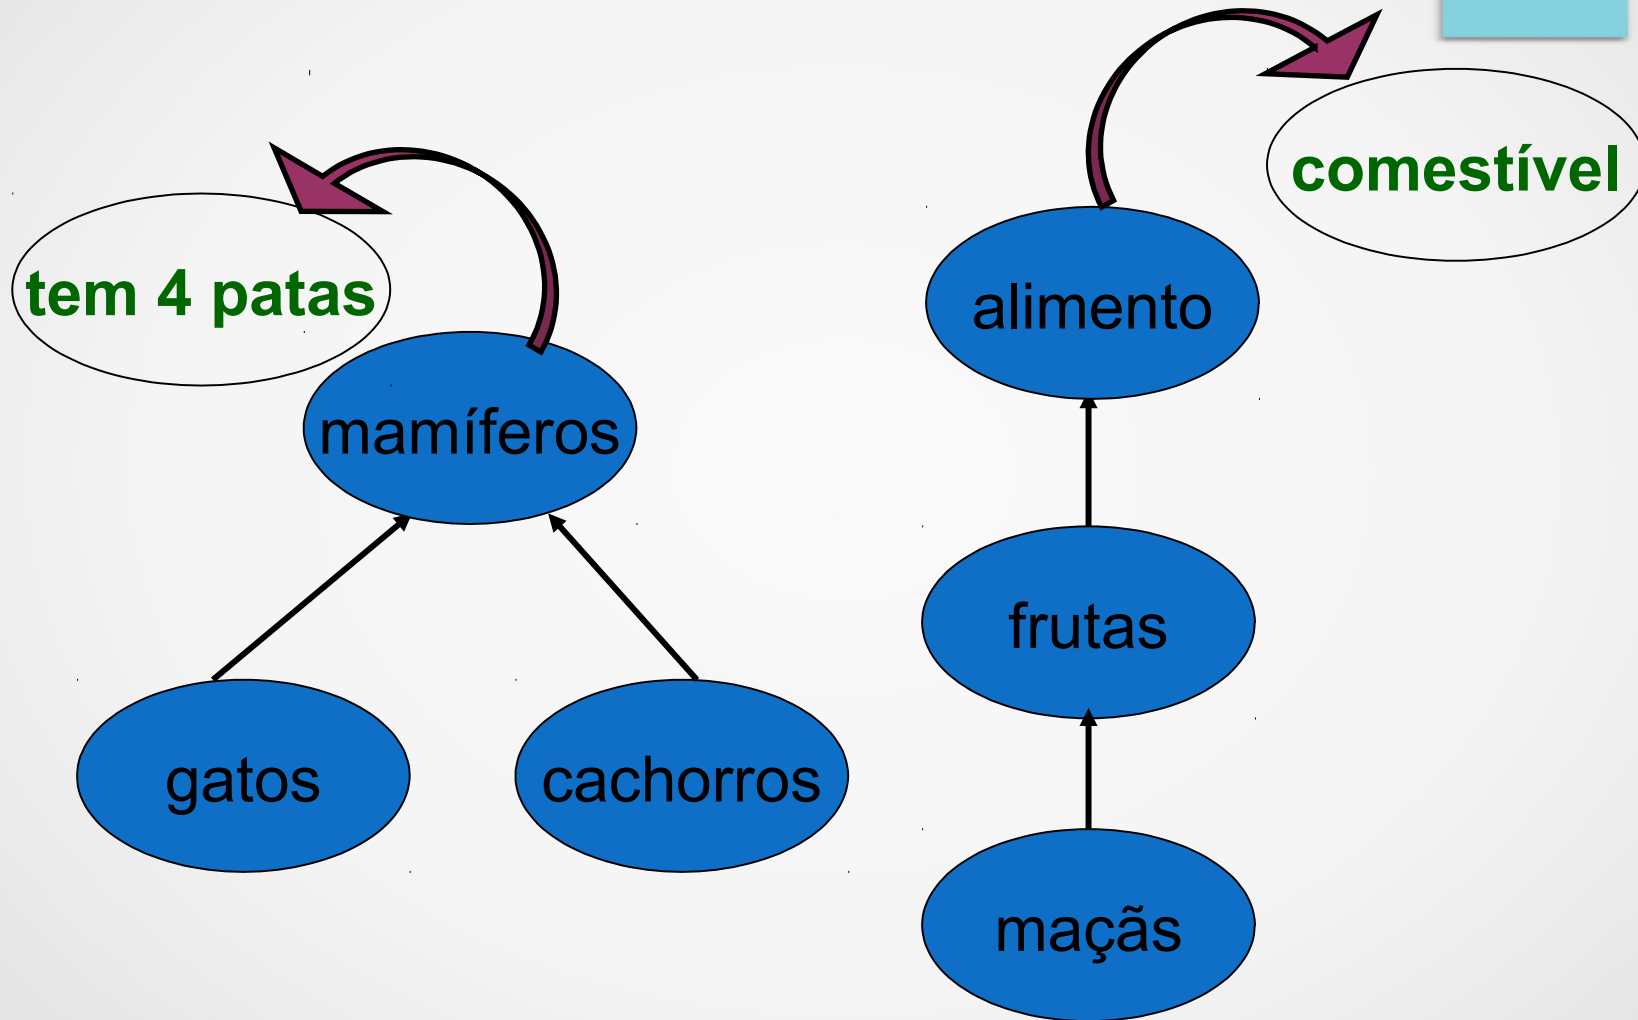 tem 4 patas
mamíferos
gatos
cachorros
comestível
alimento
frutas
maçãs